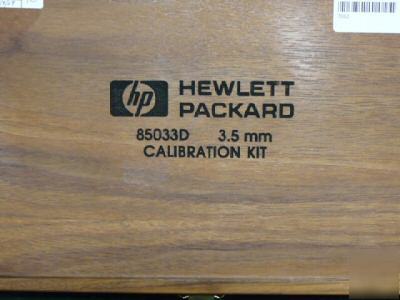 hp HEWLETT
PACKARD
85033D 3.5 mm
CALIBRATION KIT